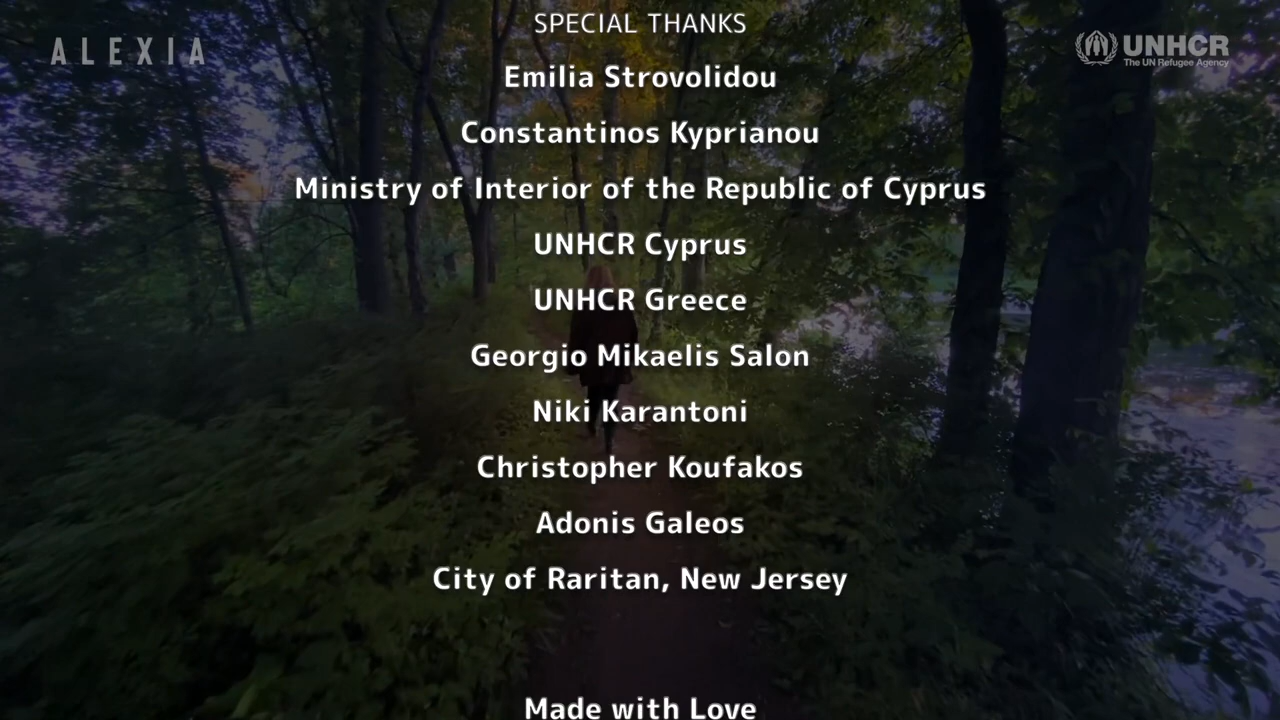 SPECIAL THANKS
ALEXIA
UNHCR
The UN Refugee Agency
Emilia Strovolidou
Constantinos Kyprianou
Ministry of Interior of the Republic of Cyprus
UNHCR Cyprus
UNHCR Greece
Georgio Mikaelis Salon
Niki Karantoni
Christopher Koufakos
Adonis Galeos
City of Raritan, New Jersey
Made with Love